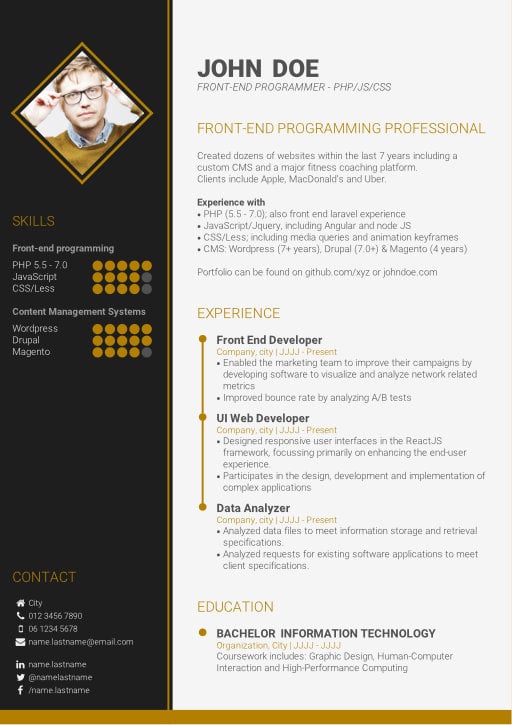 JOHN DOE
FRONT-END PROGRAMMER - PHP/JS/CSS
FRONT-END PROGRAMMING PROFESSIONAL
Created dozens of websites within the last 7 years including a
custom CMS and a major fitness coaching platform.
Clients include Apple, MacDonald's and Uber.
Experience with
• PHP (5.5 - 7.0); also front end laravel experience
• JavaScript/Jquery, including Angular and node JS
• CSS/Less; including media queries and animation keyframes
• CMS: Wordpress (7+ years), Drupal (7.0+) & Magento (4 years)
Portfolio can be found on github.com/xyz or johndoe.com
EXPERIENCE
Front End Developer
Company, city | JJJJ - Present
• Enabled the marketing team to improve their campaigns by
developing software to visualize and analyze network related
metrics
• Improved bounce rate by analyzing A/B tests
UI Web Developer
Company, city | JJJJ - Present
• Designed responsive user interfaces in the ReactJS
framework, focussing primarily on enhancing the end-user
experience.
• Participates in the design, development and implementation of
complex applications
Data Analyzer
Company, city | JJJJ - Present
• Analyzed data files to meet information storage and retrieval
specifications.
• Analyzed requests for existing software applications to meet
client specifications.
EDUCATION
BACHELOR INFORMATION TECHNOLOGY
Organization, City | JJJJ - JJJJ
Coursework includes: Graphic Design, Human-Computer
Interaction and High-Performance Computing
SKILLS
Front-end programming
PHP 5.5 - 7.0
JavaScript
CSS/Less
Content Management Systems
Wordpress
Drupal
Magento
CONTACT
City
012 3456 7890
06 1234 5678
name.lastname@email.com
name.lastname
@namelastname
/name.lastname